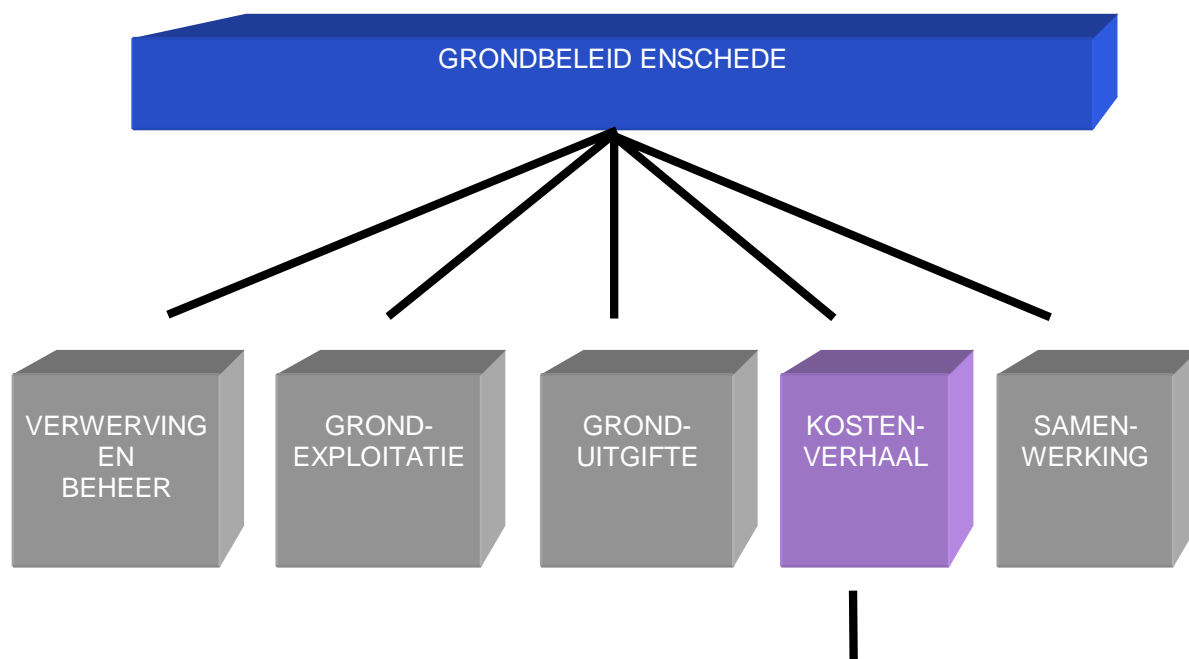 GRONDBELEID ENSCHEDE
VERWERVING
EN
BEHEER
GROND-
EXPLOITATIE
GROND-
UITGIFTE
KOSTEN-
VERHAAL
SAMEN-
WERKING